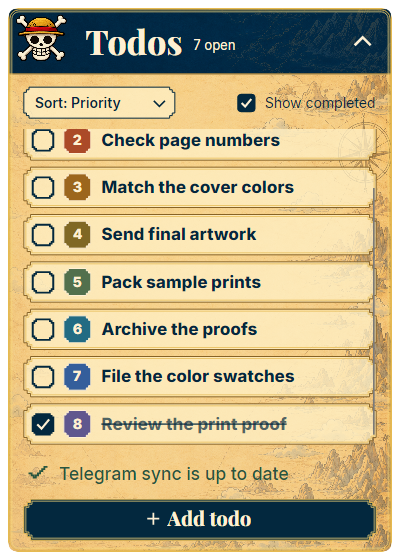 Todos 7 open
Sort: Priority Show completed
2 Check page numbers
3 Match the cover colors
4 Send final artwork
5 Pack sample prints
6 Archive the proofs
7 File the color swatches
8 Review the print proof
Telegram sync is up to date
+ Add todo